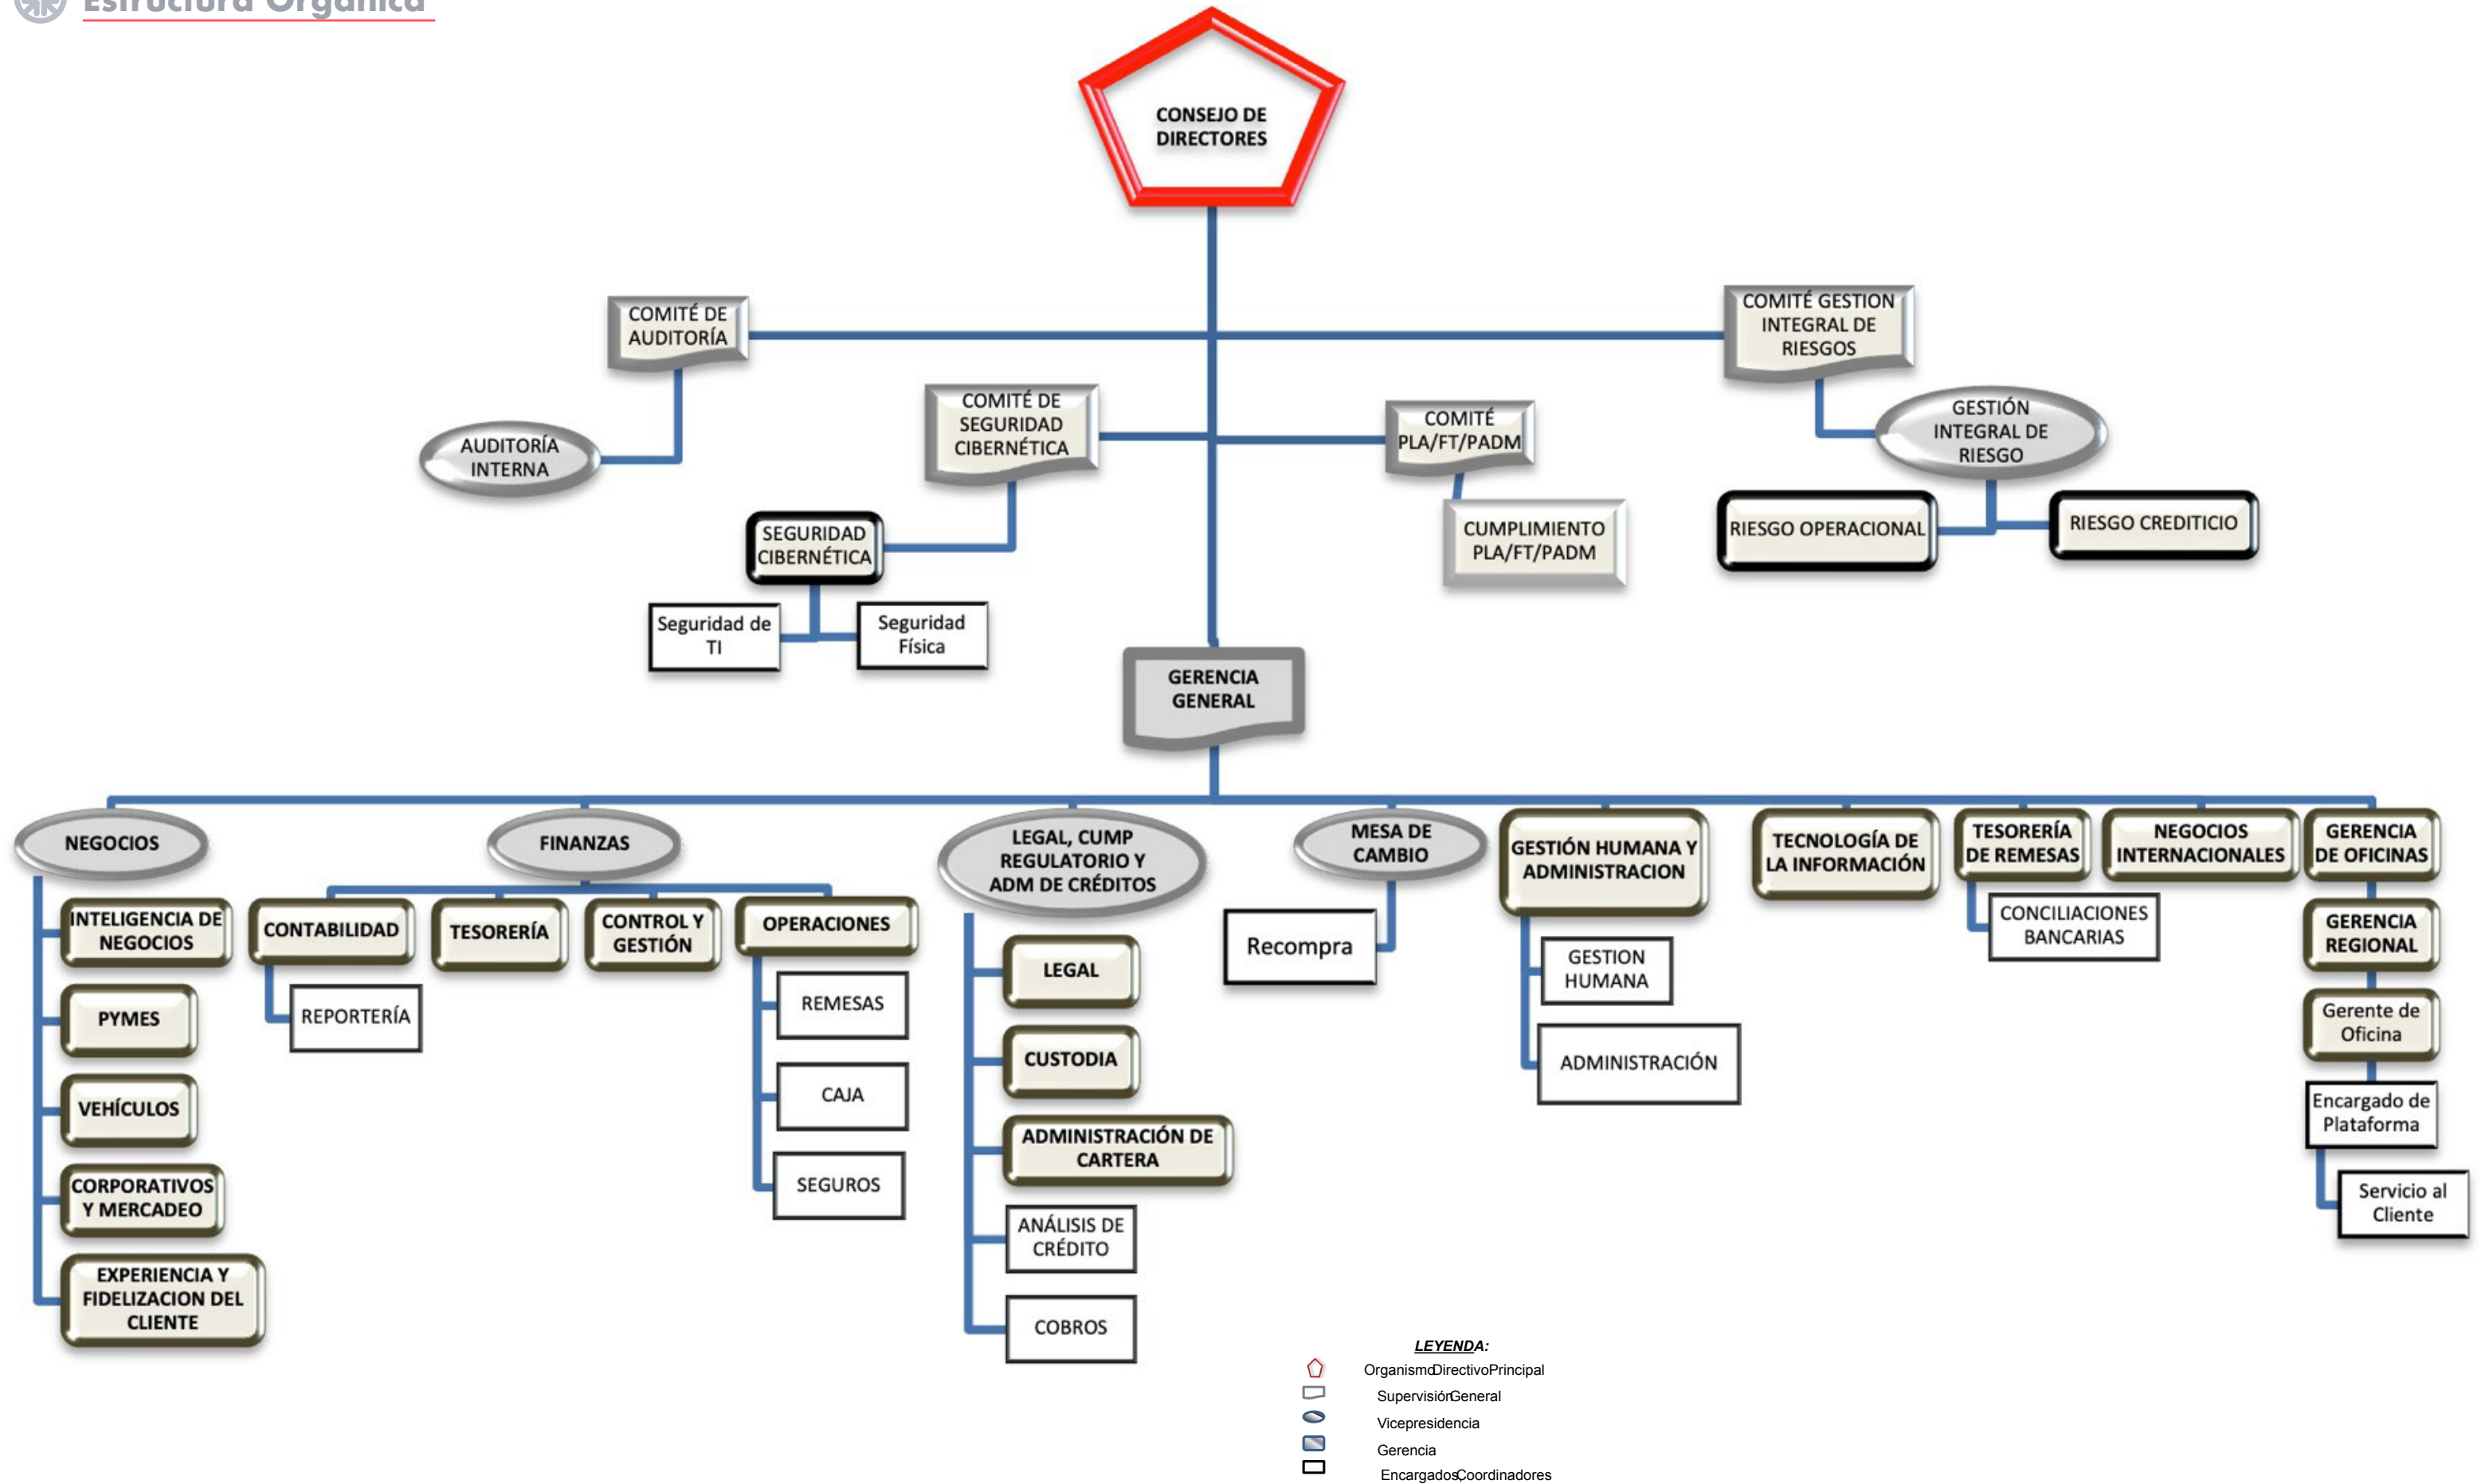 Estructura Orgánica
CONSEJO DE
DIRECTORES
COMITÉ DE
AUDITORÍA
COMITÉ GESTION
INTEGRAL DE
RIESGOS
AUDITORÍA
INTERNA
COMITÉ DE
SEGURIDAD
CIBERNÉTICA
COMITÉ
PLA/FT/PADM
GESTIÓN
INTEGRAL DE
RIESGO
SEGURIDAD
CIBERNÉTICA
CUMPLIMIENTO
PLA/FT/PADM
RIESGO OPERACIONAL
RIESGO CREDITICIO
Seguridad de
TI
Seguridad
Física
GERENCIA
GENERAL
NEGOCIOS
INTELIGENCIA DE
NEGOCIOS
PYMES
VEHÍCULOS
CORPORATIVOS
Y MERCADEO
EXPERIENCIA Y
FIDELIZACION DEL
CLIENTE
FINANZAS
CONTABILIDAD
REPORTERÍA
TESORERÍA
CONTROL Y
GESTIÓN
OPERACIONES
REMESAS
CAJA
SEGUROS
LEGAL, CUMP
REGULATORIO Y
ADM DE CRÉDITOS
LEGAL
CUSTODIA
ADMINISTRACIÓN DE
CARTERA
ANÁLISIS DE
CRÉDITO
COBROS
MESA DE
CAMBIO
Recompra
GESTIÓN HUMANA Y
ADMINISTRACION
GESTION
HUMANA
ADMINISTRACIÓN
TECNOLOGÍA DE
LA INFORMACIÓN
TESORERÍA
DE REMESAS
CONCILIACIONES
BANCARIAS
NEGOCIOS
INTERNACIONALES
GERENCIA
DE OFICINAS
GERENCIA
REGIONAL
Gerente de
Oficina
Encargado de
Plataforma
Servicio al
Cliente
LEYENDA:
OrganismoDirectivoPrincipal
SupervisiónGeneral
Vicepresidencia
Gerencia
Encargados,Coordinadores